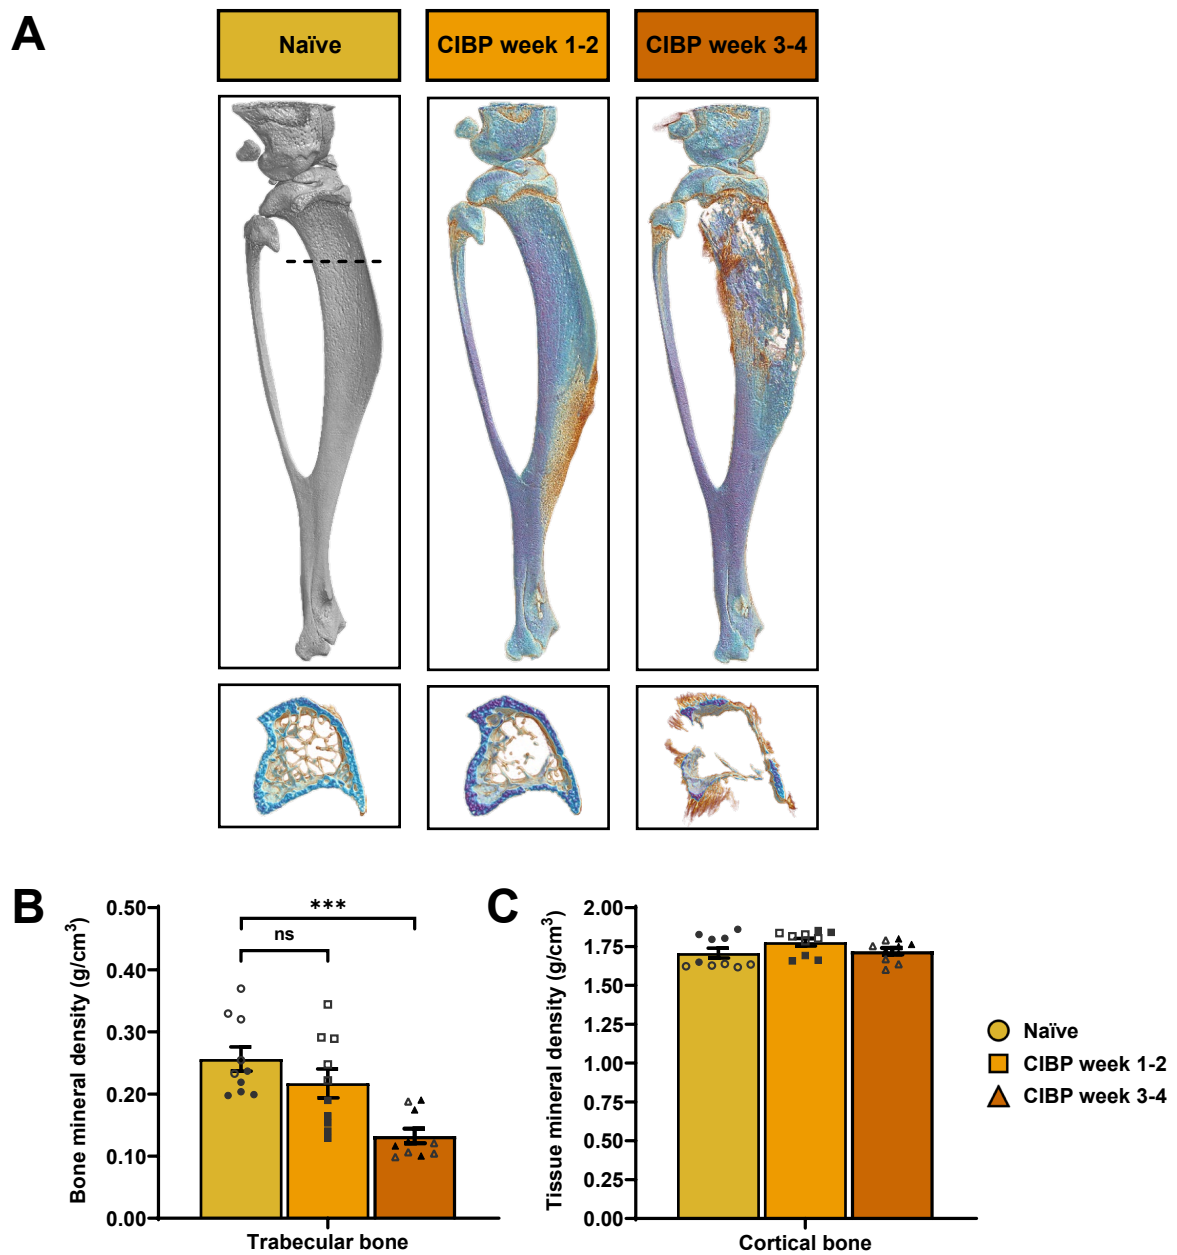 A
Naïve
CIBP week 1-2
CIBP week 3-4
B
Bone mineral density (g/cm³)
0.50
0.40
0.30
0.20
0.10
0.00
***
ns
Trabecular bone
C
Tissue mineral density (g/cm³)
2.00
1.75
1.50
1.25
1.00
0.75
0.50
0.25
0.00
Cortical bone
Naïve
CIBP week 1-2
CIBP week 3-4